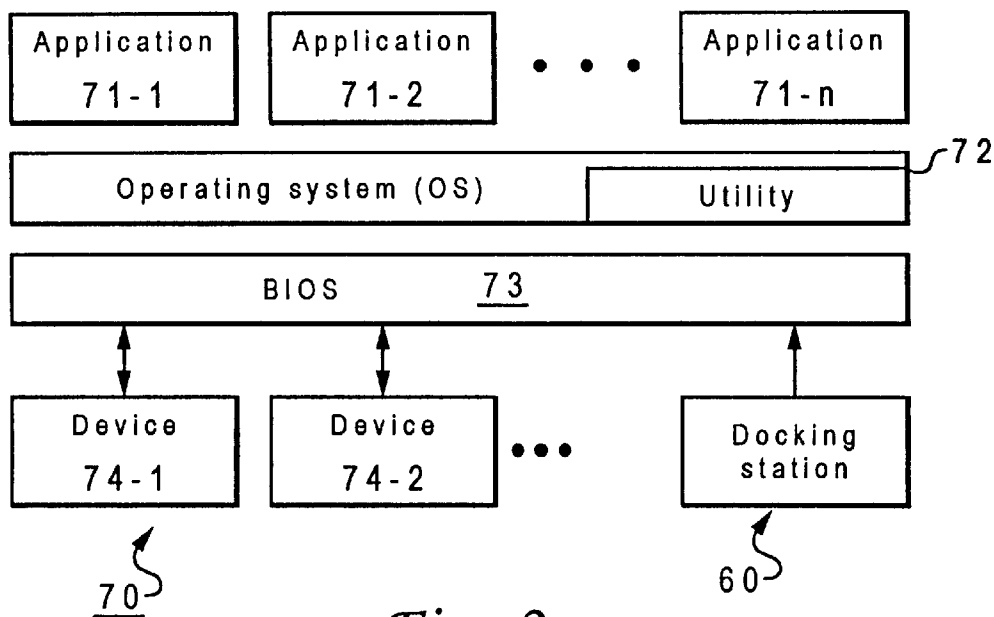 Application Application Application
71-1 71-2 • • • 71-n
72
Operating system (OS) Utility
BIOS 73
Device Device ••• Docking
74-1 74-2 station
70 60